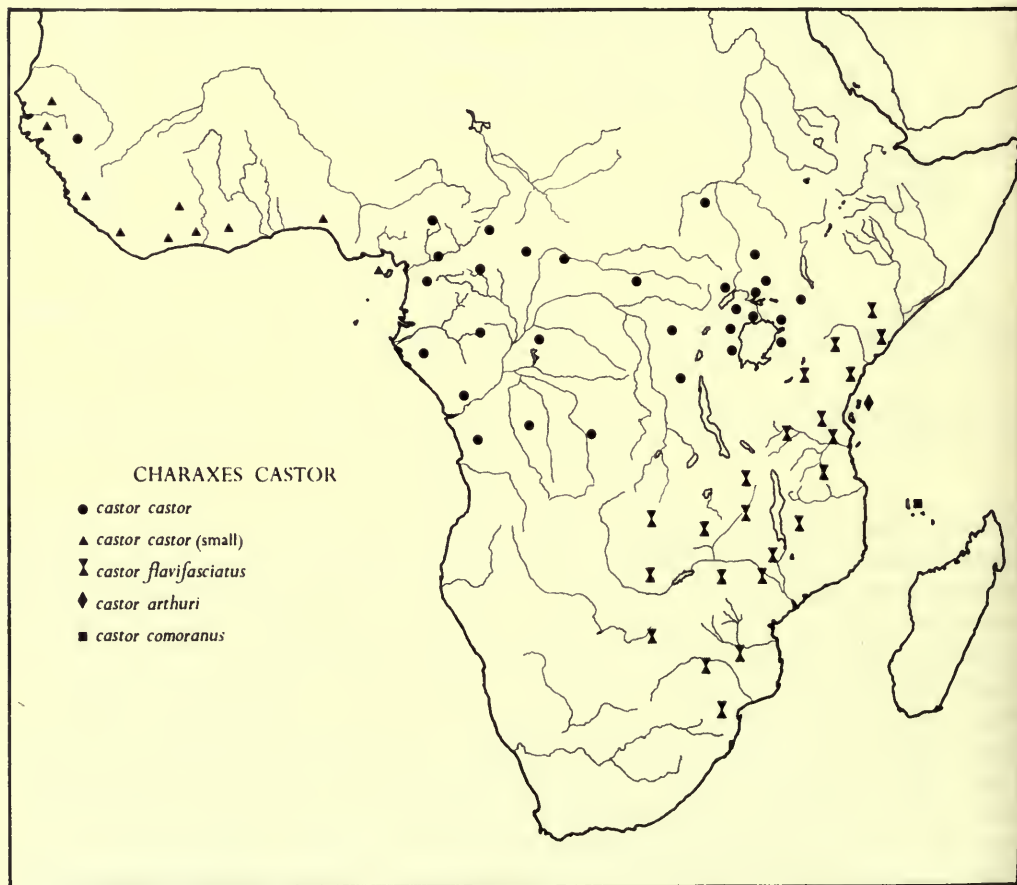 CHARAXES CASTOR
castor castor
castor castor (small)
castor flavifasciatus
castor arthuri
castor comoranus